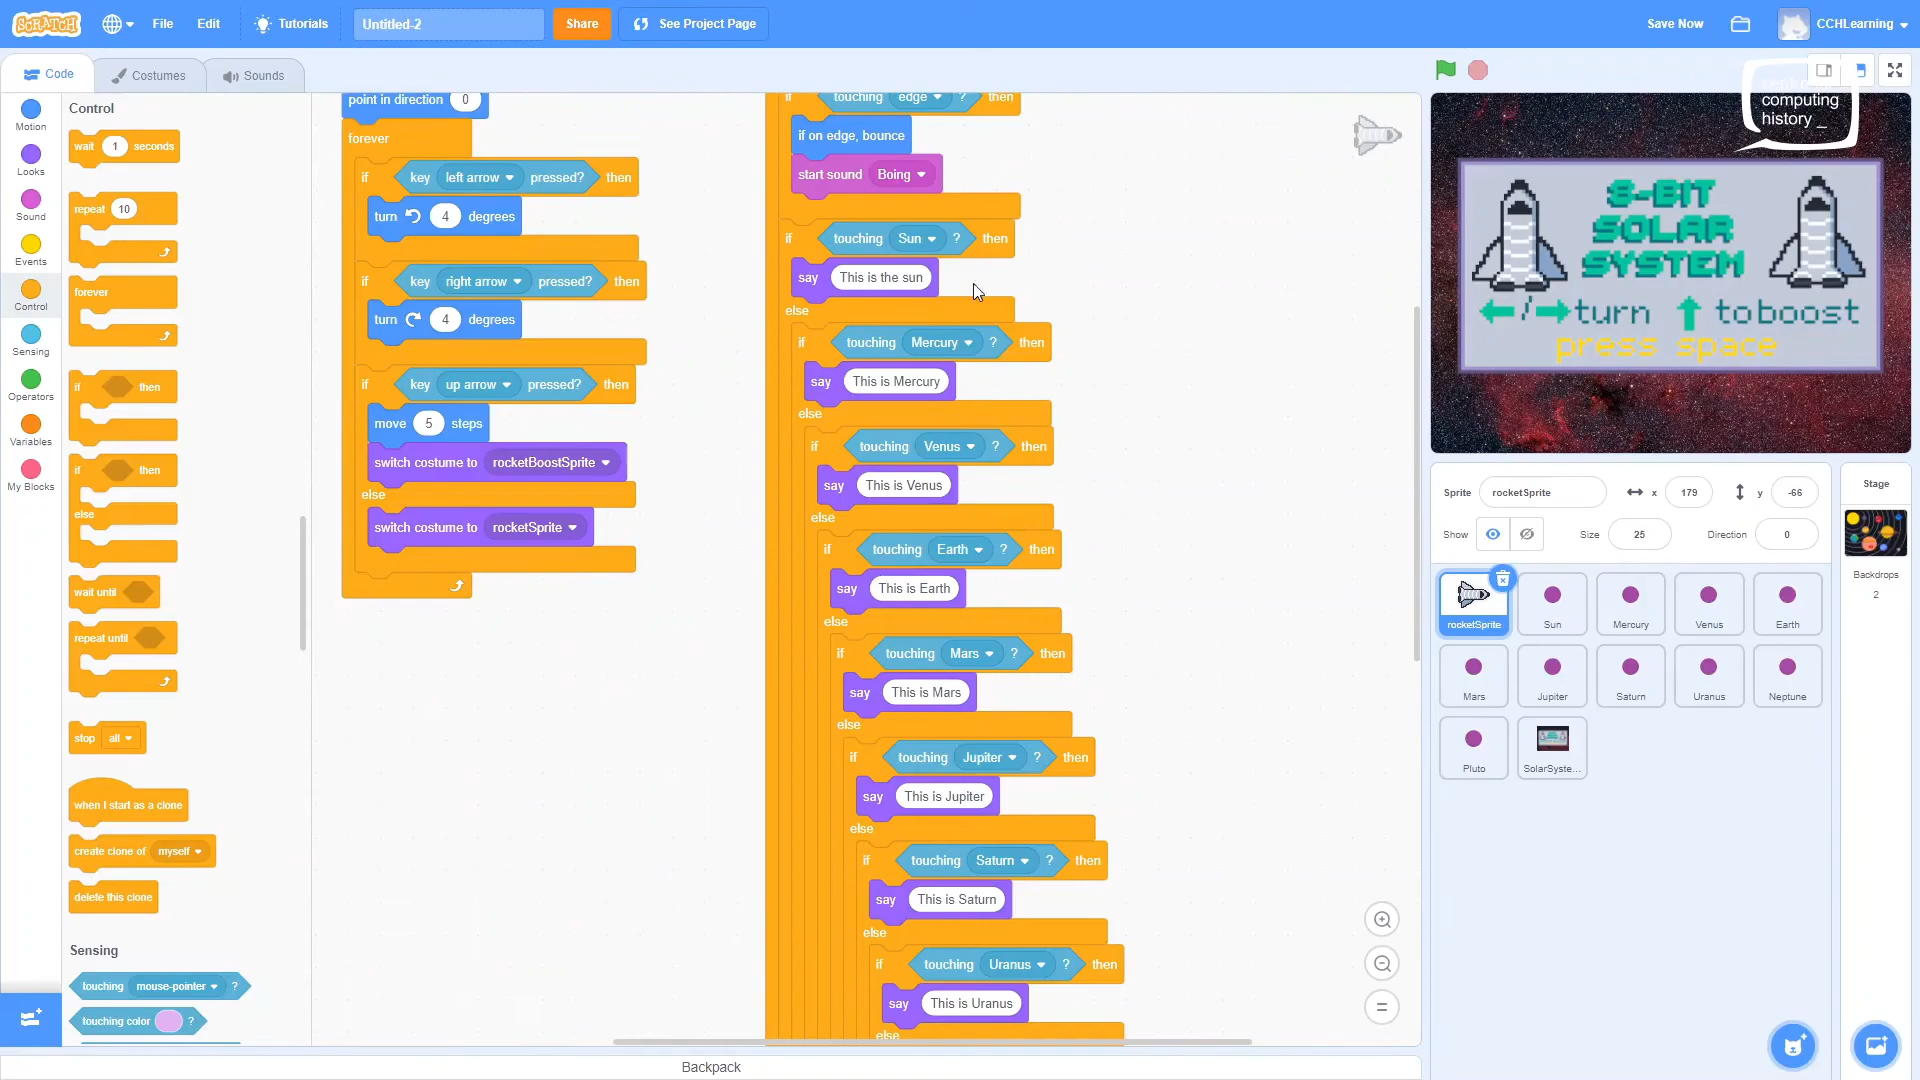 SCRATCH
File
Edit
Tutorials
Untitled-2
Share
See Project Page
Save Now
CCHLearning
Code
Costumes
Sounds
Motion
Looks
Sound
Events
Control
Sensing
Operators
Variables
My Blocks
Control
wait 1 seconds
repeat 10
forever
if then
if then
else
wait until
repeat until
stop all
when I start as a clone
create clone of myself
delete this clone
Sensing
touching mouse-pointer ?
touching color ?
point in direction 0
forever
if key left arrow pressed? then
turn 4 degrees
if key right arrow pressed? then
turn 4 degrees
if key up arrow pressed? then
move 5 steps
switch costume to rocketBoostSprite
else
switch costume to rocketSprite
if touching edge ? then
if on edge, bounce
start sound Boing
if touching Sun ? then
say This is the sun
else
if touching Mercury ? then
say This is Mercury
else
if touching Venus ? then
say This is Venus
else
if touching Earth ? then
say This is Earth
else
if touching Mars ? then
say This is Mars
else
if touching Jupiter ? then
say This is Jupiter
else
if touching Saturn ? then
say This is Saturn
else
if touching Uranus ? then
say This is Uranus
else
Backpack
computing
history _
8-BIT
SOLAR
SYSTEM
/ turn to boost
press space
Sprite rocketSprite x 179 y -66
Show Size 25 Direction 0
rocketSprite
Sun
Mercury
Venus
Earth
Mars
Jupiter
Saturn
Uranus
Neptune
Pluto
SolarSyste...
Stage
Backdrops
2